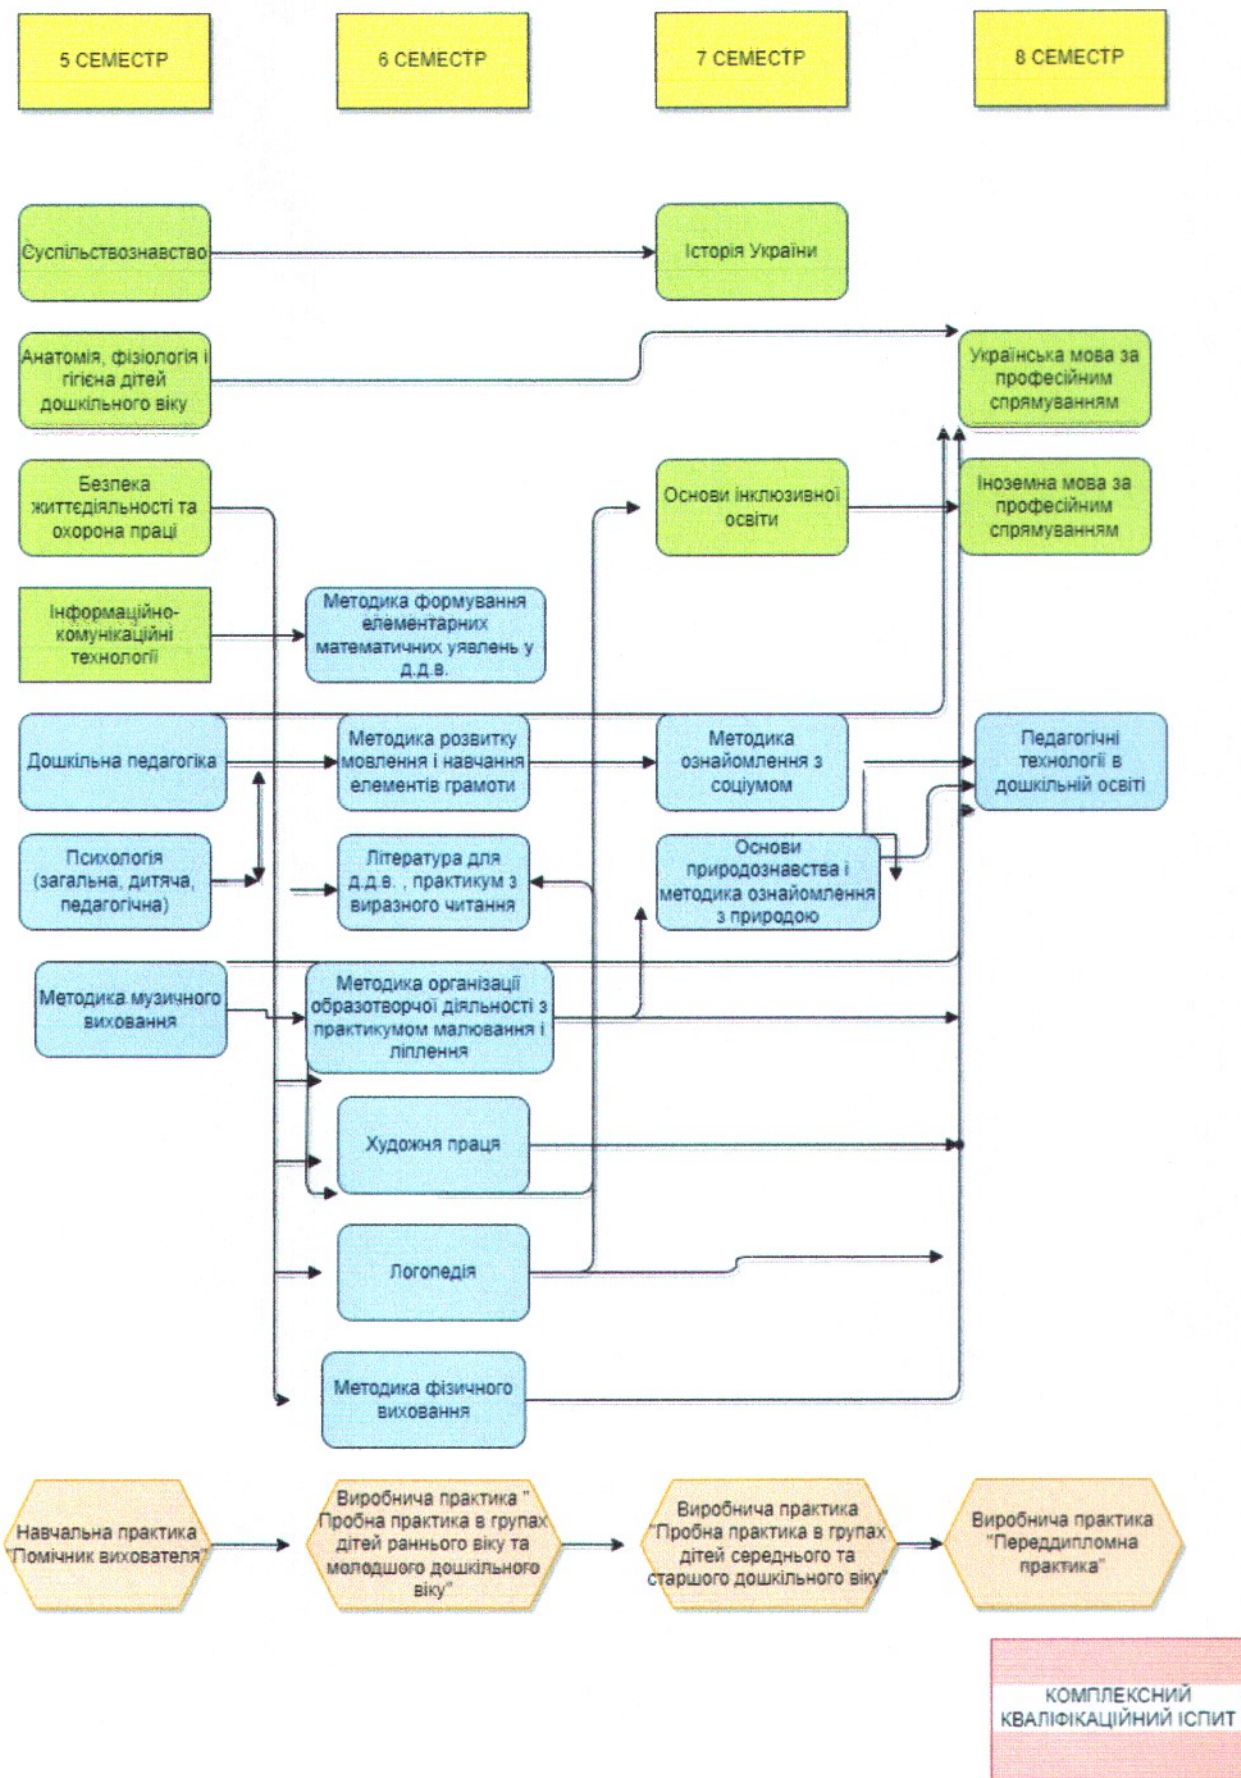 5 СЕМЕСТР
6 СЕМЕСТР
7 СЕМЕСТР
8 СЕМЕСТР
Суспільствознавство
Історія України
Анатомія, фізіологія і
гігієна дітей
дошкільного віку
Українська мова за
професійним
спрямуванням
Безпека
життєдіяльності та
охорона праці
Основи інклюзивної
освіти
Іноземна мова за
професійним
спрямуванням
Інформаційно-
комунікаційні
технології
Методика формування
елементарних
математичних уявлень у
д.д.в.
Дошкільна педагогіка
Методика розвитку
мовлення і навчання
елементів грамоти
Методика
ознайомлення з
соціумом
Педагогічні
технології в
дошкільній освіті
Психологія
(загальна, дитяча,
педагогічна)
Література для
д.д.в. , практикум з
виразного читання
Основи
природознавства і
методика ознайомлення
з природою
Методика музичного
виховання
Методика організації
образотворчої діяльності з
практикумом малювання і
ліплення
Художня праця
Логопедія
Методика фізичного
виховання
Навчальна практика
"Помічник вихователя"
Виробнича практика "
Пробна практика в групах
дітей раннього віку та
молодшого дошкільного
віку"
Виробнича практика
"Пробна практика в групах
дітей середнього та
старшого дошкільного віку"
Виробнича практика
"Переддипломна
практика"
КОМПЛЕКСНИЙ
КВАЛІФІКАЦІЙНИЙ ІСПИТ